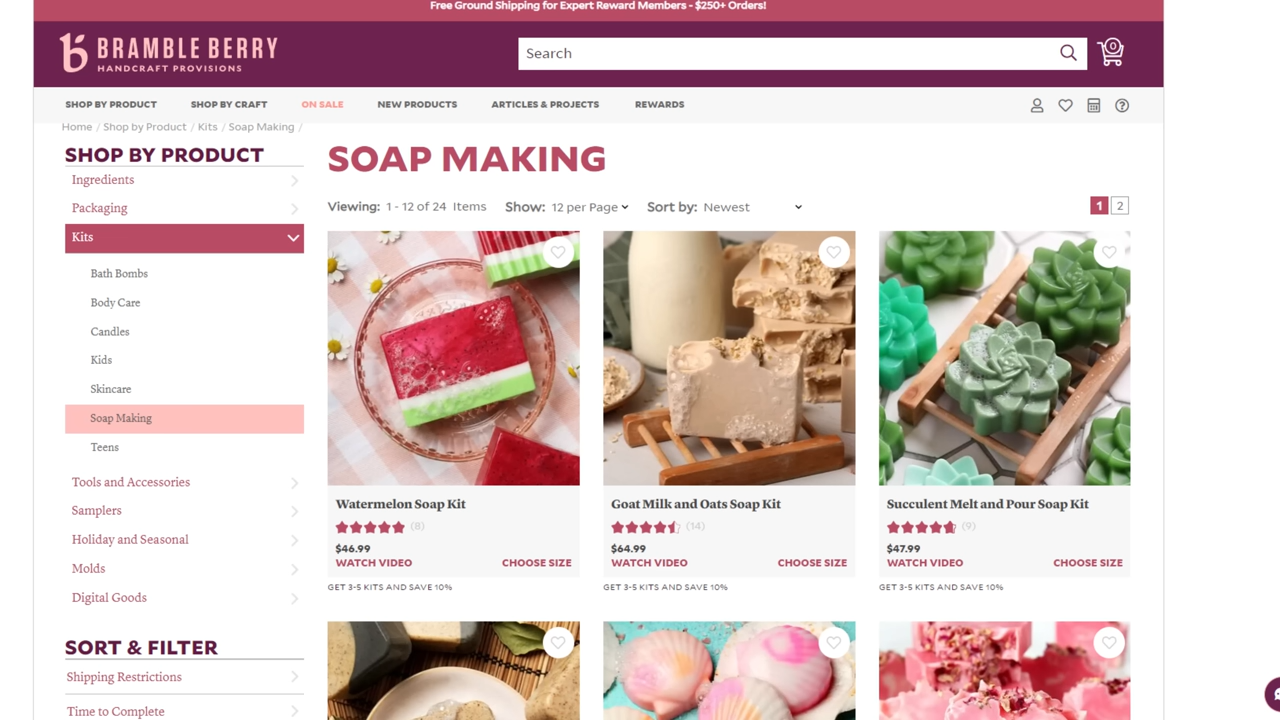 Free Ground Shipping for Expert Reward Members - $250+ Orders!
BRAMBLE BERRY
HANDCRAFT PROVISIONS
Search
0
SHOP BY PRODUCT
SHOP BY CRAFT
ON SALE
NEW PRODUCTS
ARTICLES & PROJECTS
REWARDS
Home / Shop by Product / Kits / Soap Making /
SHOP BY PRODUCT
Ingredients
Packaging
Kits
Bath Bombs
Body Care
Candles
Kids
Skincare
Soap Making
Teens
Tools and Accessories
Samplers
Holiday and Seasonal
Molds
Digital Goods
SORT & FILTER
Shipping Restrictions
Time to Complete
SOAP MAKING
Viewing: 1 - 12 of 24 Items
Show: 12 per Page
Sort by: Newest
1 2
Watermelon Soap Kit
(8)
$46.99
WATCH VIDEO
CHOOSE SIZE
GET 3-5 KITS AND SAVE 10%
Goat Milk and Oats Soap Kit
(14)
$64.99
WATCH VIDEO
CHOOSE SIZE
GET 3-5 KITS AND SAVE 10%
Succulent Melt and Pour Soap Kit
(9)
$47.99
WATCH VIDEO
CHOOSE SIZE
GET 3-5 KITS AND SAVE 10%